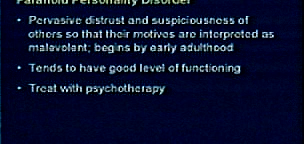 Paranoid Personality Disorder
• Pervasive distrust and suspiciousness of
others so that their motives are interpreted as
malevolent; begins by early adulthood
• Tends to have good level of functioning
• Treat with psychotherapy